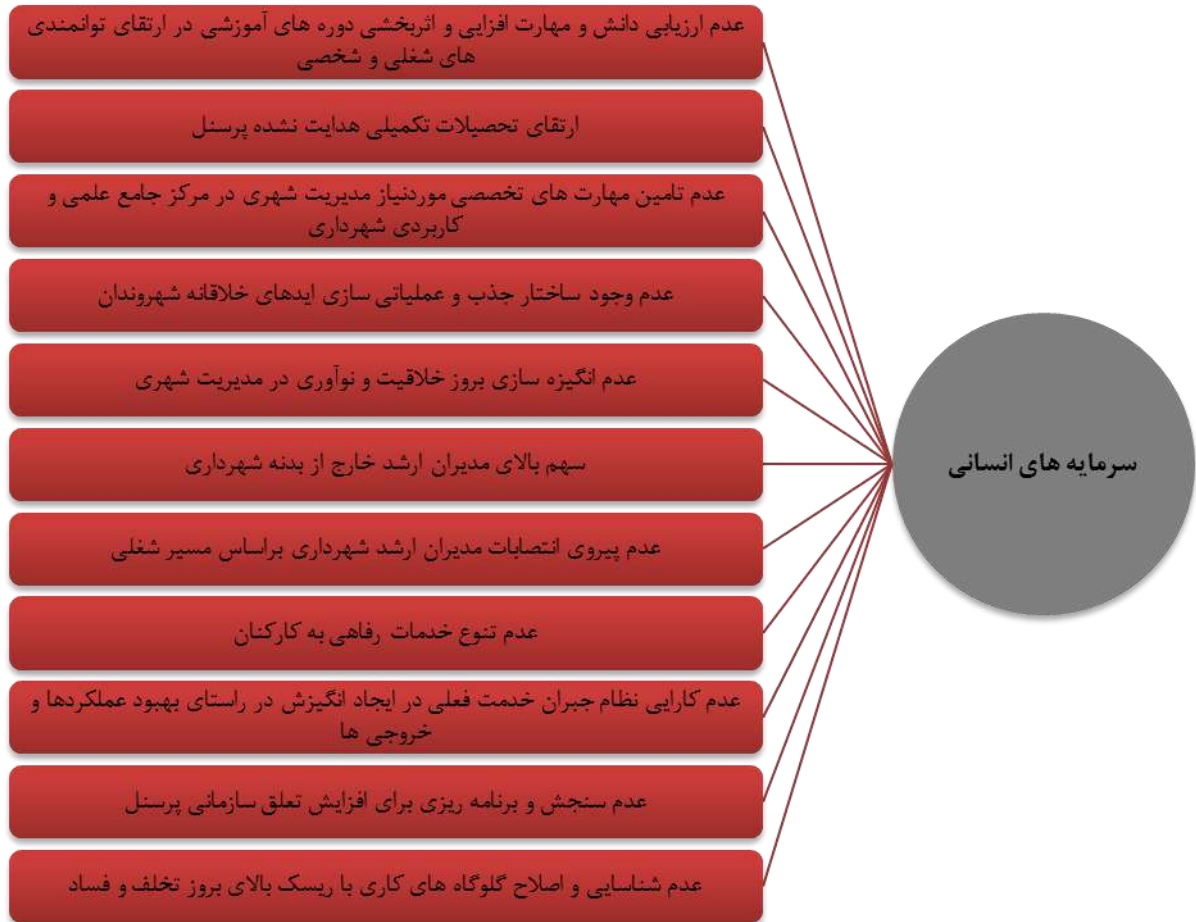 عدم ارزیابی دانش و مهارت افزایی و اثربخشی دوره های آموزشی در ارتقای توانمندی
های شغلی و شخصی
ارتقای تحصیلات تکمیلی هدایت نشده پرسنل
عدم تامین مهارت های تخصصی موردنیاز مدیریت شهری در مرکز جامع علمی و
کاربردی شهرداری
عدم وجود ساختار جذب و عملیاتی سازی ایدهای خلاقانه شهروندان
عدم انگیزه سازی بروز خلاقیت و نوآوری در مدیریت شهری
سهم بالای مدیران ارشد خارج از بدنه شهرداری
عدم پیروی انتصابات مدیران ارشد شهرداری براساس مسیر شغلی
عدم تنوع خدمات رفاهی به کارکنان
عدم کارایی نظام جبران خدمت فعلی در ایجاد انگیزش در راستای بهبود عملکردها و
خروجی ها
عدم سنجش و برنامه ریزی برای افزایش تعلق سازمانی پرسنل
عدم شناسایی و اصلاح گلوگاه های کاری با ریسک بالای بروز تخلف و فساد
سرمایه های انسانی